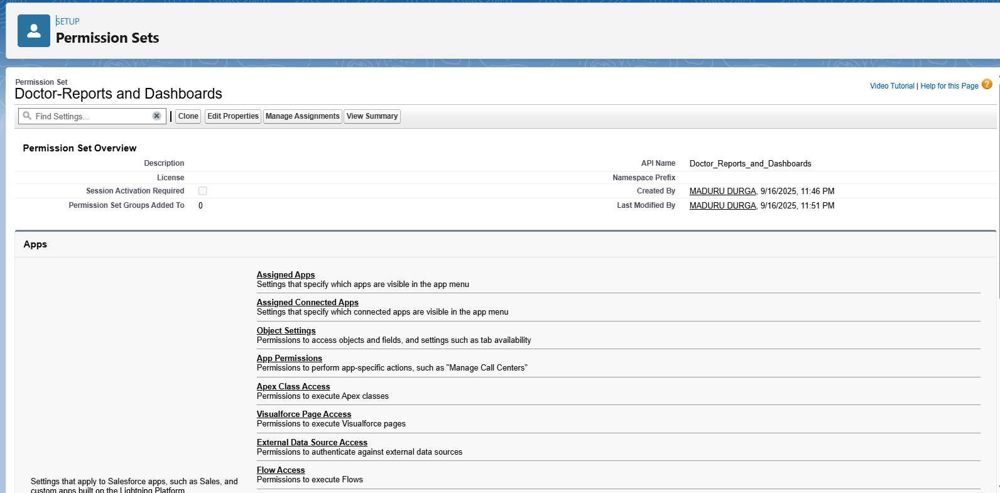 SETUP
Permission Sets
Permission Set
Doctor-Reports and Dashboards
Video Tutorial | Help for this Page ?
Find Settings...
Clone
Edit Properties
Manage Assignments
View Summary
Permission Set Overview
Description
API Name Doctor_Reports_and_Dashboards
License
Namespace Prefix
Session Activation Required
Created By MADURU DURGA, 9/16/2025, 11:46 PM
Permission Set Groups Added To 0
Last Modified By MADURU DURGA, 9/16/2025, 11:51 PM
Apps
Assigned Apps
Settings that specify which apps are visible in the app menu
Assigned Connected Apps
Settings that specify which connected apps are visible in the app menu
Object Settings
Permissions to access objects and fields, and settings such as tab availability
App Permissions
Permissions to perform app-specific actions, such as "Manage Call Centers"
Apex Class Access
Permissions to execute Apex classes
Visualforce Page Access
Permissions to execute Visualforce pages
External Data Source Access
Permissions to authenticate against external data sources
Flow Access
Permissions to execute Flows
Settings that apply to Salesforce apps, such as Sales, and
custom apps built on the Lightning Platform